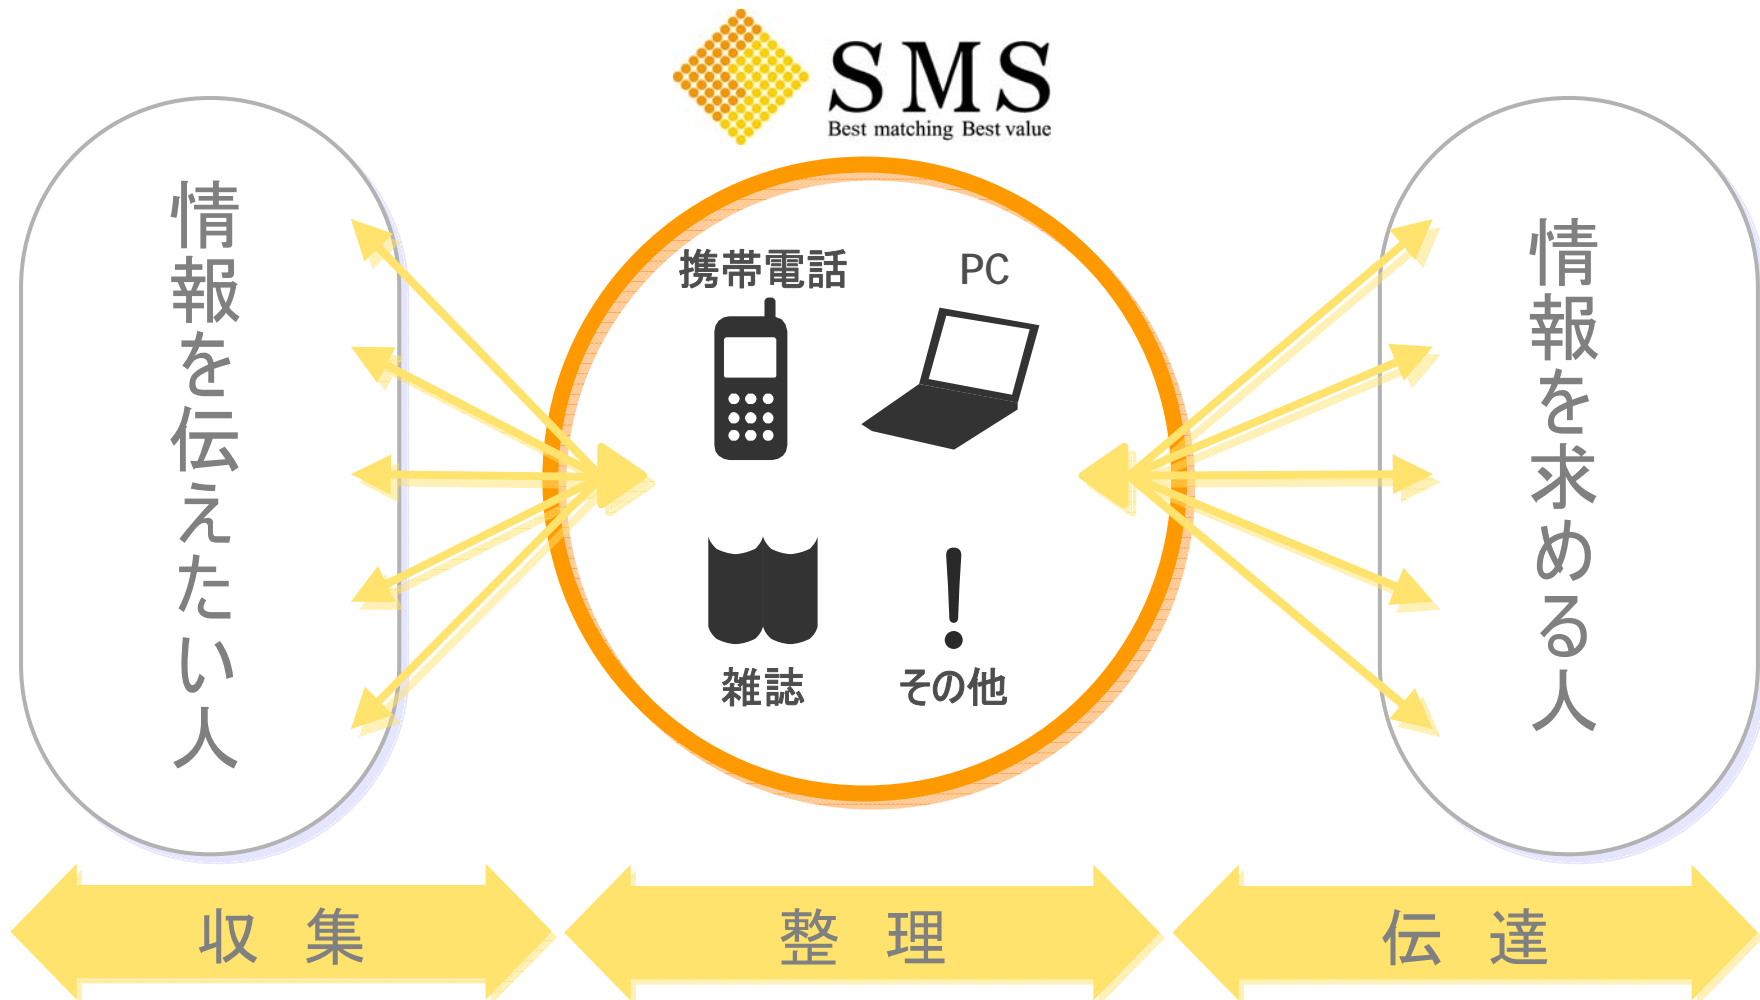 SMS
Best matching Best value
情報を伝えたい人
携帯電話
PC
雑誌
その他
情報を求める人
収集
整理
伝達